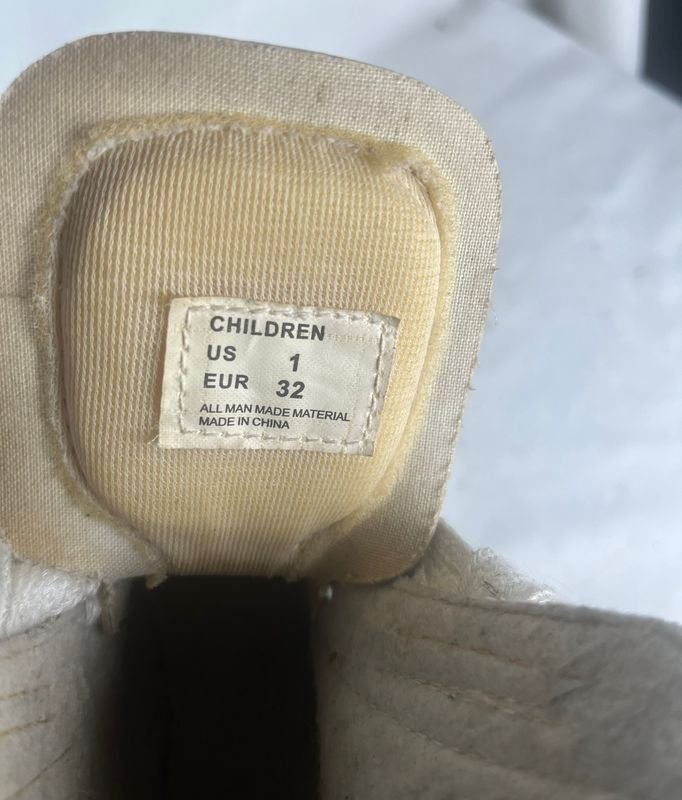 CHILDREN
US 1
EUR 32
ALL MAN MADE MATERIAL
MADE IN CHINA